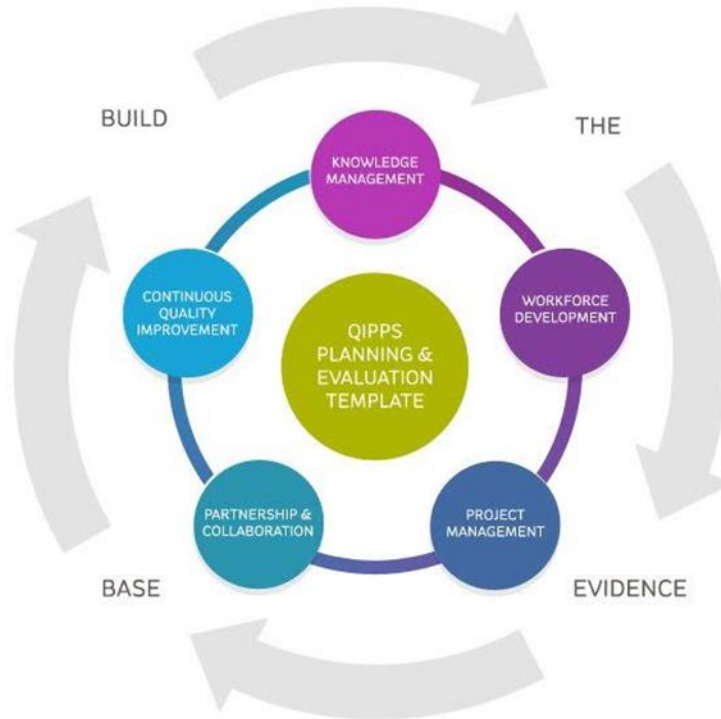 BUILD
THE
KNOWLEDGE
MANAGEMENT
CONTINUOUS
QUALITY
IMPROVEMENT
WORKFORCE
DEVELOPMENT
QIPPS
PLANNING &
EVALUATION
TEMPLATE
PARTNERSHIP &
COLLABORATION
PROJECT
MANAGEMENT
BASE
EVIDENCE